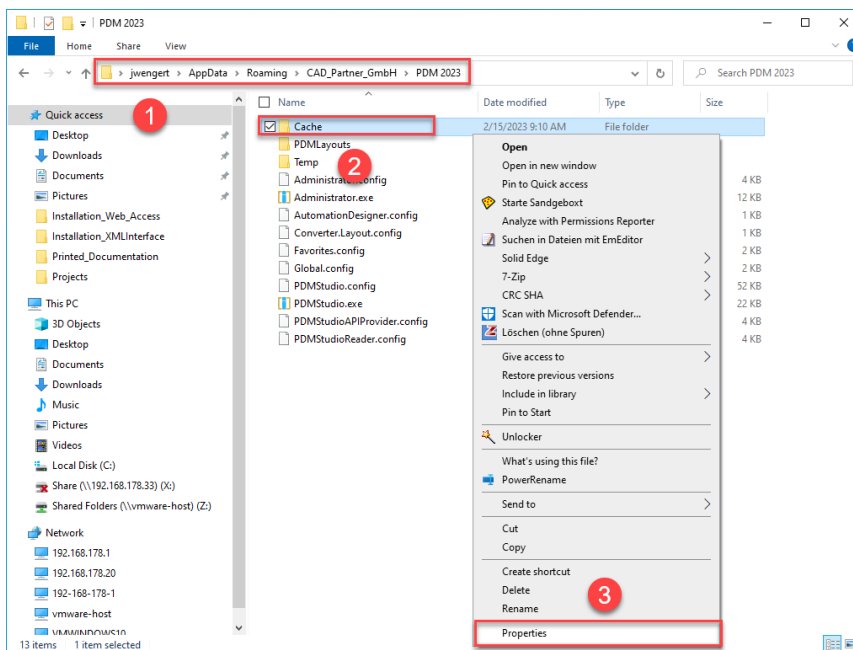 PDM 2023
File Home Share View
jwengert > AppData > Roaming > CAD_Partner_GmbH > PDM 2023
Search PDM 2023
Quick access
Desktop
Downloads
Documents
Pictures
Installation_Web_Access
Installation_XMLInterface
Printed_Documentation
Projects
This PC
3D Objects
Desktop
Documents
Downloads
Music
Pictures
Videos
Local Disk (C:)
Share (\\192.168.178.33) (X:)
Shared Folders (\\vmware-host) (Z:)
Network
192.168.178.1
192.168.178.20
192-168-178-1
vmware-host
VMWINDOWS10
1
Name Date modified Type Size
Cache 2/15/2023 9:10 AM File folder
PDMLayouts
Temp
2
Administrator.config 4 KB
Administrator.exe 12 KB
AutomationDesigner.config 1 KB
Converter.Layout.config 1 KB
Favorites.config 2 KB
Global.config 2 KB
PDMStudio.config 52 KB
PDMStudio.exe 22 KB
PDMStudioAPIProvider.config 4 KB
PDMStudioReader.config 4 KB
Open
Open in new window
Pin to Quick access
Starte Sandgeboxt
Analyze with Permissions Reporter
Suchen in Dateien mit EmEditor
Solid Edge
7-Zip
CRC SHA
Scan with Microsoft Defender...
Löschen (ohne Spuren)
Give access to
Restore previous versions
Include in library
Pin to Start
Unlocker
What's using this file?
PowerRename
Send to
Cut
Copy
Create shortcut
Delete
Rename
3
Properties
13 items 1 item selected